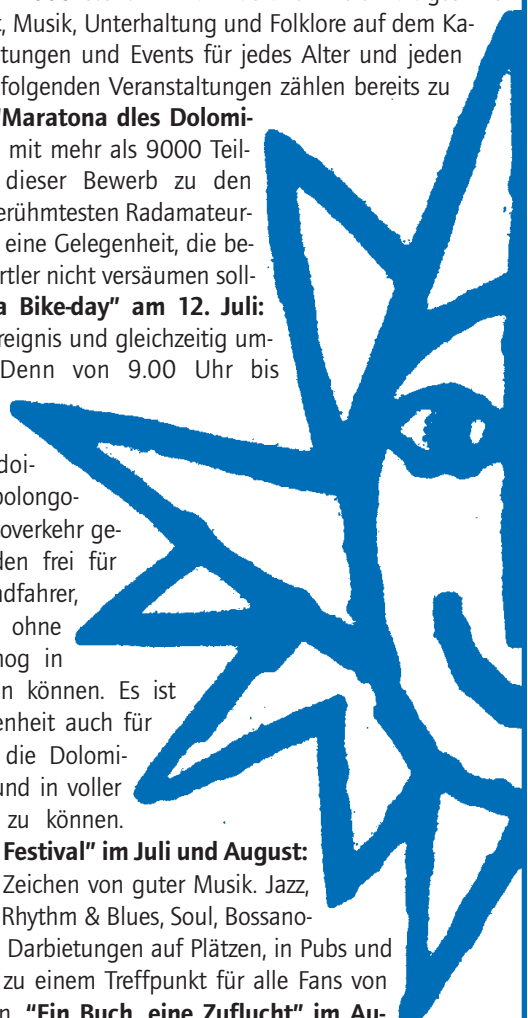 , Musik, Unterhaltung und Folklore auf dem Ka-
tungen und Events für jedes Alter und jeden
folgenden Veranstaltungen zählen bereits zu
"Maratona dles Dolomi-
mit mehr als 9000 Teil-
dieser Bewerb zu den
erühmtesten Radamateur-
eine Gelegenheit, die be-
rtler nicht versäumen soll-
a Bike-day” am 12. Juli:
reignis und gleichzeitig um-
Denn von 9.00 Uhr bis
doi-
polongo-
overkehr ge-
den frei für
dfahrer,
ohne
mog in
n können. Es ist
enheit auch für
die Dolomi-
und in voller
zu können.
Festival” im Juli und August:
Zeichen von guter Musik. Jazz,
Rhythm & Blues, Soul, Bossano-
Darbietungen auf Plätzen, in Pubs und
zu einem Treffpunkt für alle Fans von
n. “Ein Buch, eine Zuflucht” im Au-